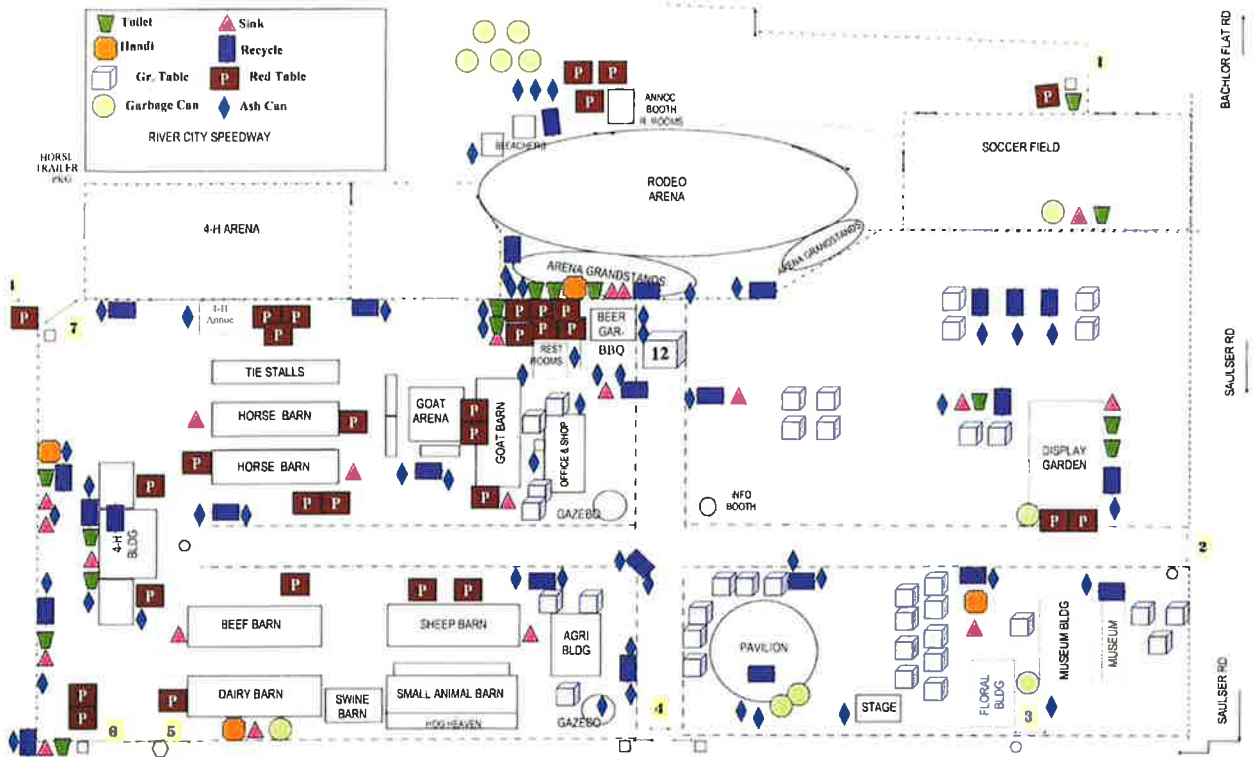 Toilet
Sink
Handi
Recycle
Gr. Table
P
Red Table
Garbage Can
Ash Can
RIVER CITY SPEEDWAY
HORSE
TRAILER
PKG
BACHLOR FLAT RD
P
P
P
ANNOC
BOOTH
R ROOMS
BLEACHERS
1
P
SOCCER FIELD
RODEO
ARENA
4-H ARENA
ARENA GRANDSTANDS
ARENA GRANDSTANDS
1
P
7
4-H
Annoc
P
P
P
P
P
P
P
P
P
BEER
GAR-
BBQ
REST
ROOMS
12
SAULSER RD
TIE STALLS
HORSE BARN
P
HORSE BARN
P
P
P
GOAT
ARENA
P
P
GOAT BARN
P
OFFICE & SHOP
GAZEBO
INFO
BOOTH
DISPLAY
GARDEN
P
P
P
4-H
BLDG
P
2
P
P
P
BEEF BARN
SHEEP BARN
AGRI
BLDG
PAVILION
MUSEUM BLDG
MUSEUM
P
P
P
DAIRY BARN
SWINE
BARN
SMALL ANIMAL BARN
HOG HEAVEN
GAZEBO
STAGE
FLORAL
BLDG
SAULSER RD
6
5
4
3